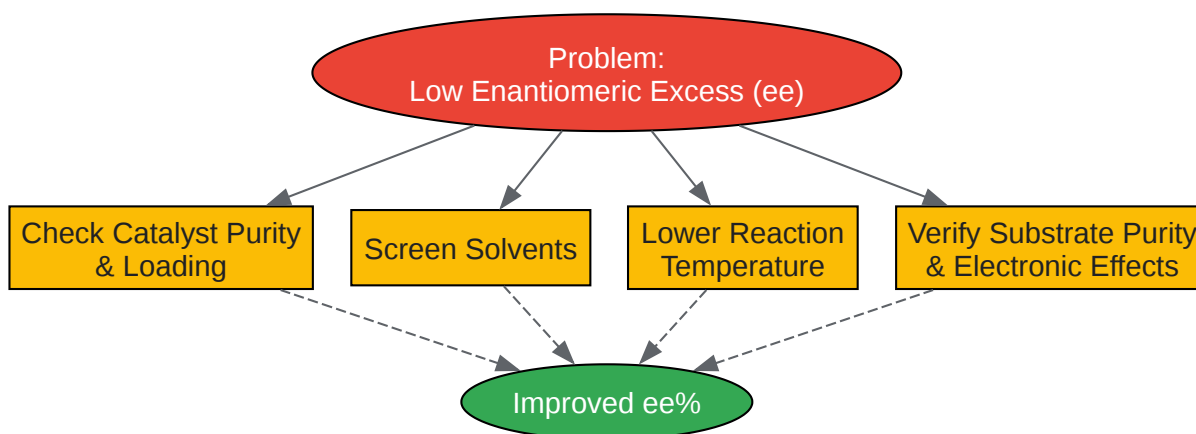 Problem:
Low Enantiomeric Excess (ee)
Check Catalyst Purity
& Loading
Screen Solvents
Lower Reaction
Temperature
Verify Substrate Purity
& Electronic Effects
Improved ee%